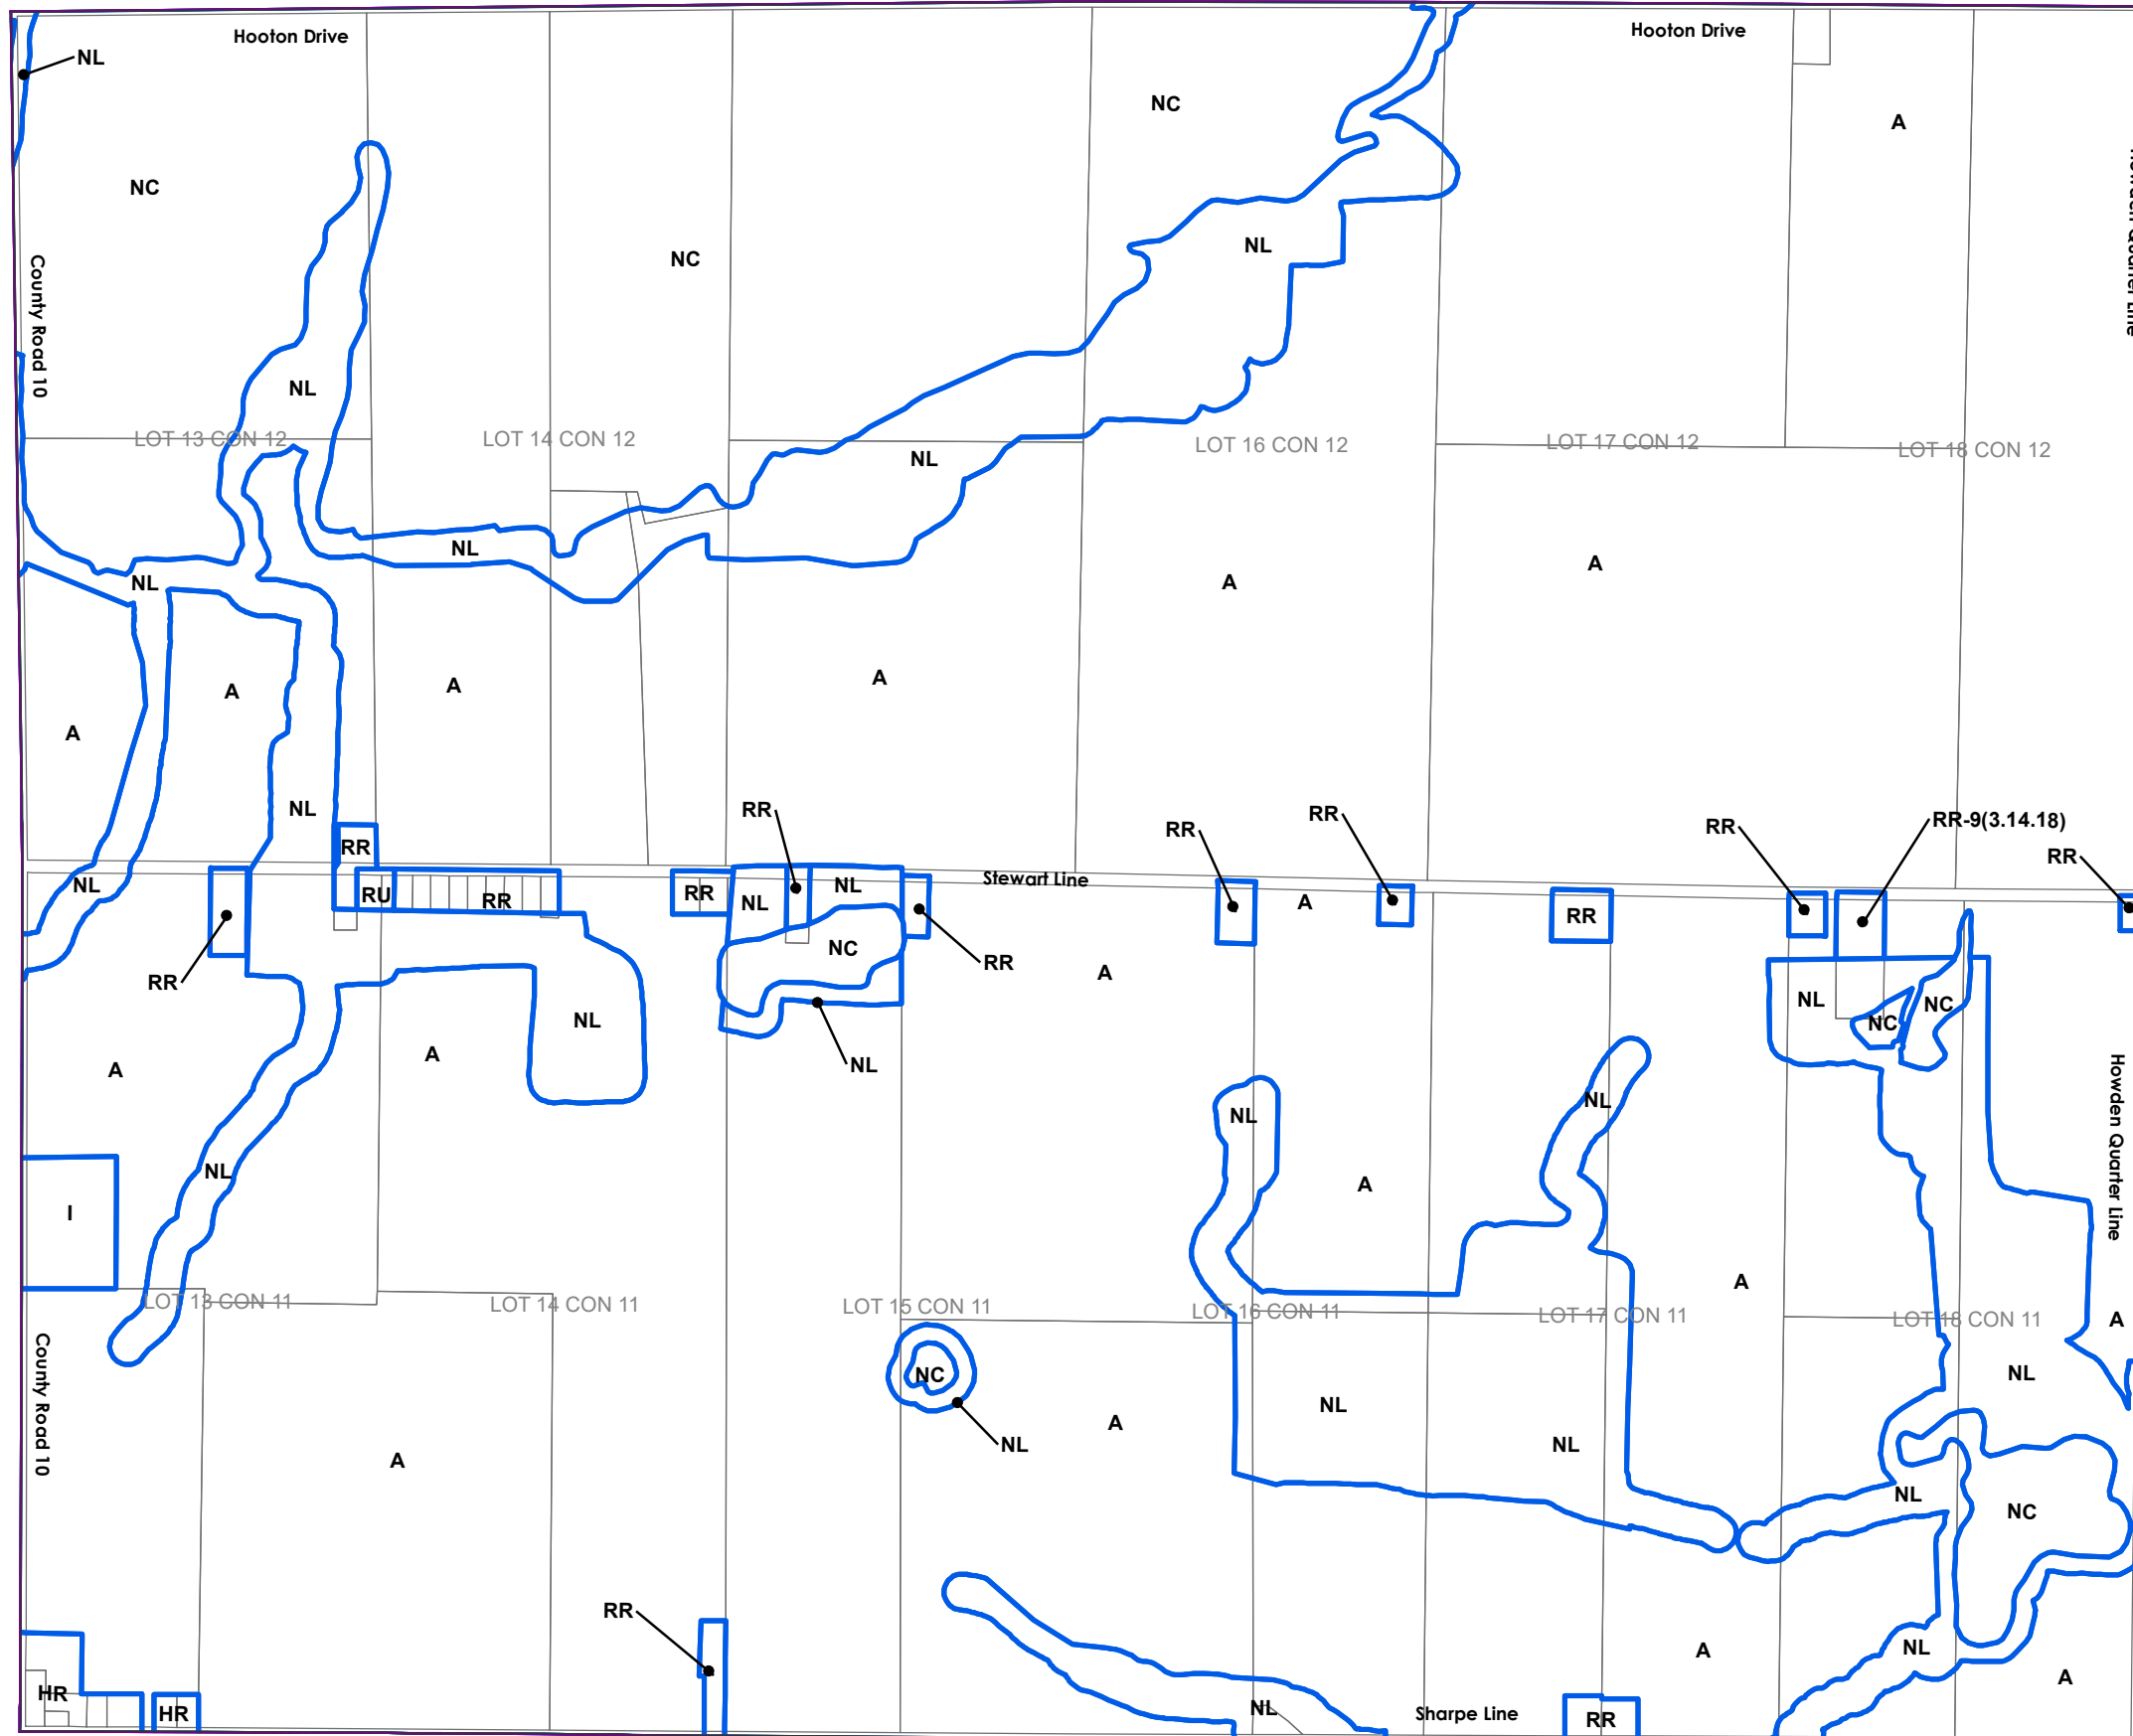 Hooton Drive
Hooton Drive
NL
NC
A
NC
NC
NL
County Road 10
NL
LOT 13 CON 12
LOT 14 CON 12
LOT 16 CON 12
LOT 17 CON 12
LOT 18 CON 12
NL
NL
A
A
NL
A
A
A
A
NL
RR
RR
RR
RR
RR-9(3.14.18)
RR
RR
NL
RU
RR
RR
NL
NL
Stewart Line
A
RR
NC
RR
RR
A
NL
NC
NC
NL
NL
A
A
NL
NL
NL
Howden Quarter Line
NL
A
I
A
LOT 13 CON 11
LOT 14 CON 11
LOT 15 CON 11
LOT 16 CON 11
LOT 17 CON 11
LOT 18 CON 11
A
County Road 10
NC
NL
NL
A
NL
NL
A
NL
NC
RR
NL
A
A
HR
HR
NL
Sharpe Line
RR